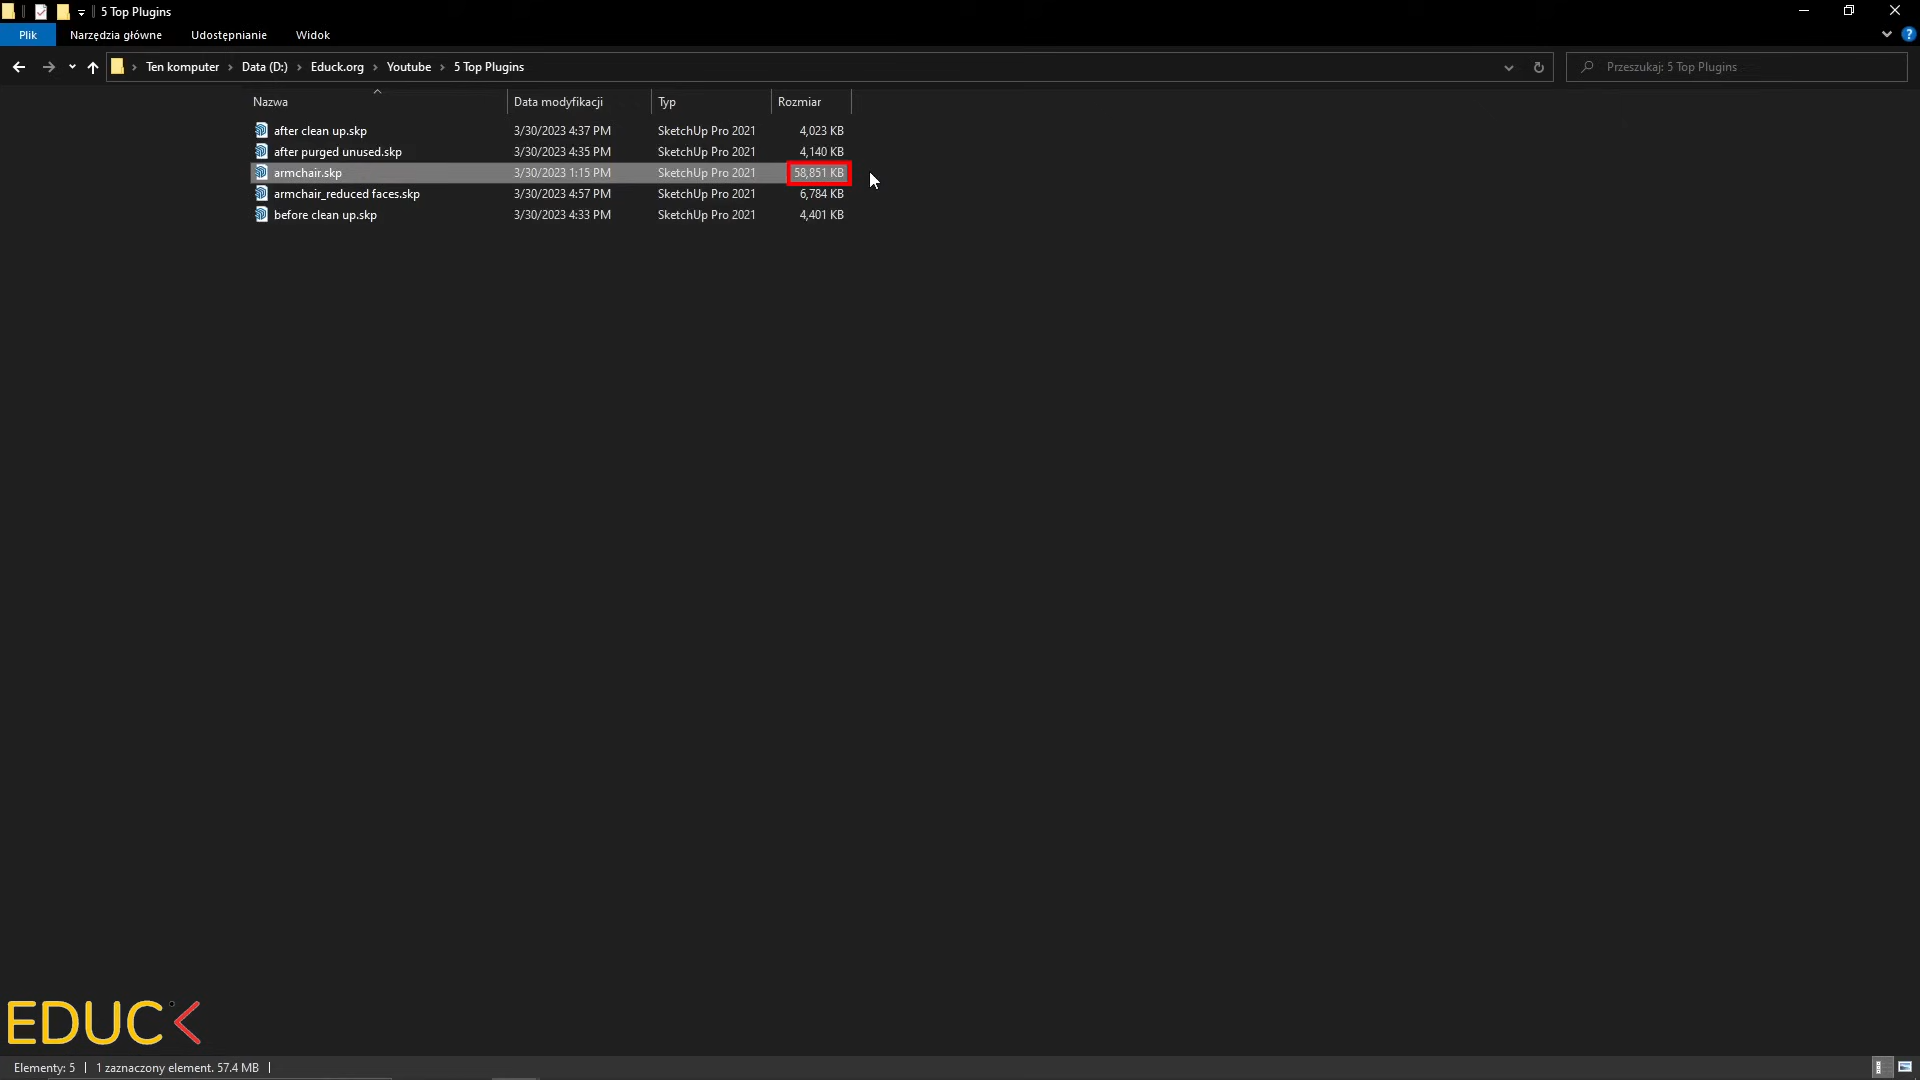 5 Top Plugins
Plik Narzędzia główne Udostępnianie Widok
Ten komputer Data (D:) Educk.org Youtube 5 Top Plugins Przeszukaj: 5 Top Plugins
Nazwa Data modyfikacji Typ Rozmiar
after clean up.skp 3/30/2023 4:37 PM SketchUp Pro 2021 4,023 KB
after purged unused.skp 3/30/2023 4:35 PM SketchUp Pro 2021 4,140 KB
armchair.skp 3/30/2023 1:15 PM SketchUp Pro 2021 58,851 KB
armchair_reduced faces.skp 3/30/2023 4:57 PM SketchUp Pro 2021 6,784 KB
before clean up.skp 3/30/2023 4:33 PM SketchUp Pro 2021 4,401 KB
EDUCK
Elementy: 5 1 zaznaczony element. 57.4 MB